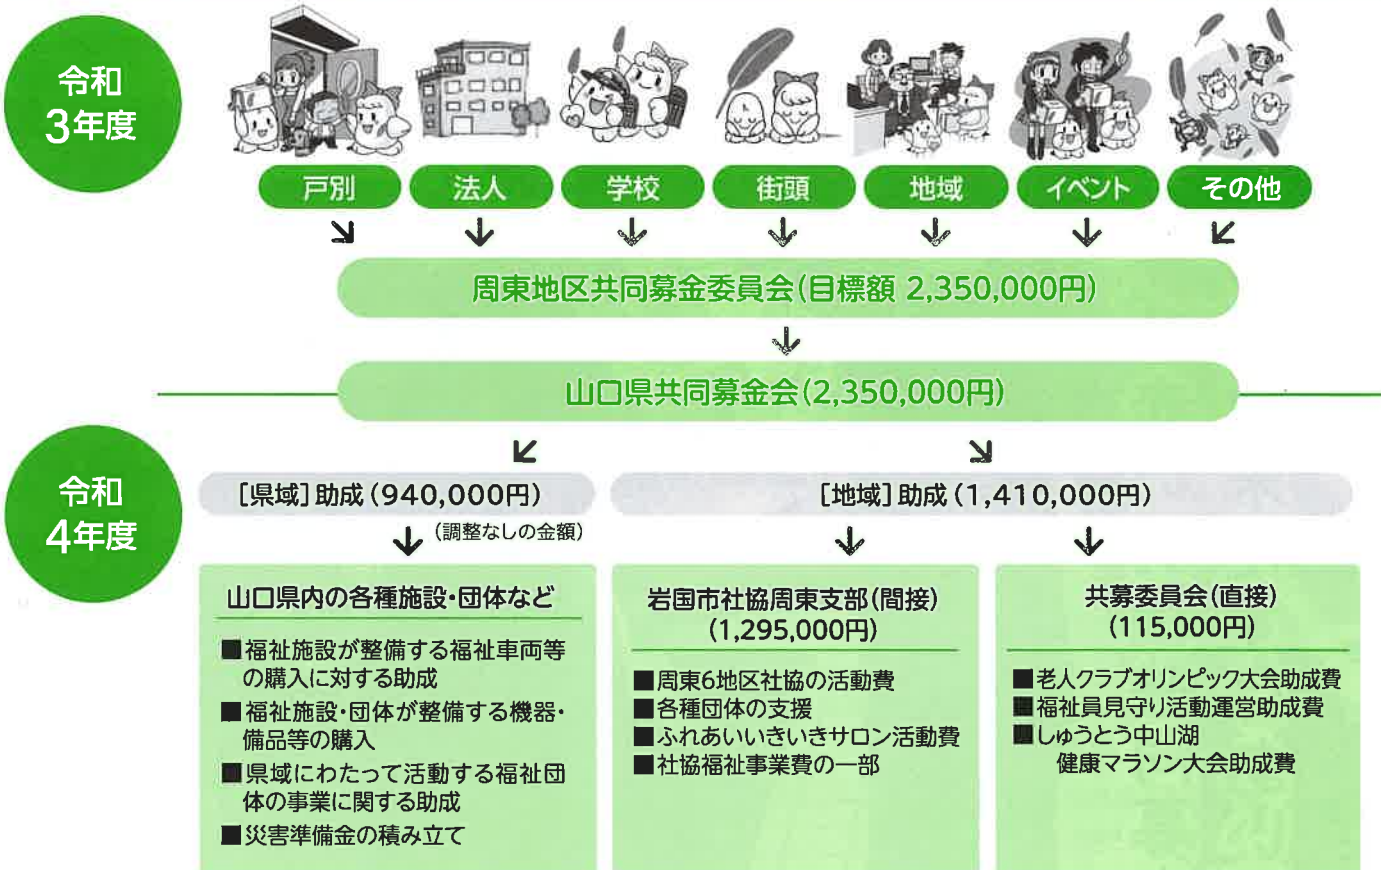 令和
3年度
戸別
法人
学校
街頭
地域
イベント
その他
周東地区共同募金委員会(目標額 2,350,000円)
山口県共同募金会(2,350,000円)
令和
4年度
[県域]助成(940,000円)
(調整なしの金額)
[地域]助成(1,410,000円)
山口県内の各種施設・団体など
■福祉施設が整備する福祉車両等
の購入に対する助成
■福祉施設・団体が整備する機器・
備品等の購入
■県域にわたって活動する福祉団
体の事業に関する助成
■災害準備金の積み立て
岩国市社協周東支部(間接)
(1,295,000円)
■周東6地区社協の活動費
■各種団体の支援
■ふれあいいきいきサロン活動費
■社協福祉事業費の一部
共募委員会(直接)
(115,000円)
■老人クラブオリンピック大会助成費
■福祉員見守り活動運営助成費
■しゅうとう中山湖
健康マラソン大会助成費